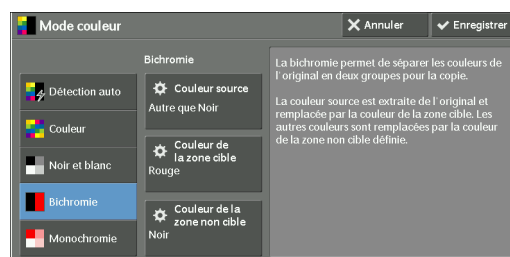 Mode couleur
Annuler
Enregistrer
Détection auto
Couleur
Noir et blanc
Bichromie
Monochromie
Bichromie
Couleur source
Autre que Noir
Couleur de
la zone cible
Rouge
Couleur de la
zone non cible
Noir
La bichromie permet de séparer les couleurs de
l'original en deux groupes pour la copie.
La couleur source est extraite de l'original et
remplacée par la couleur de la zone cible. Les
autres couleurs sont remplacées par la couleur
de la zone non cible définie.